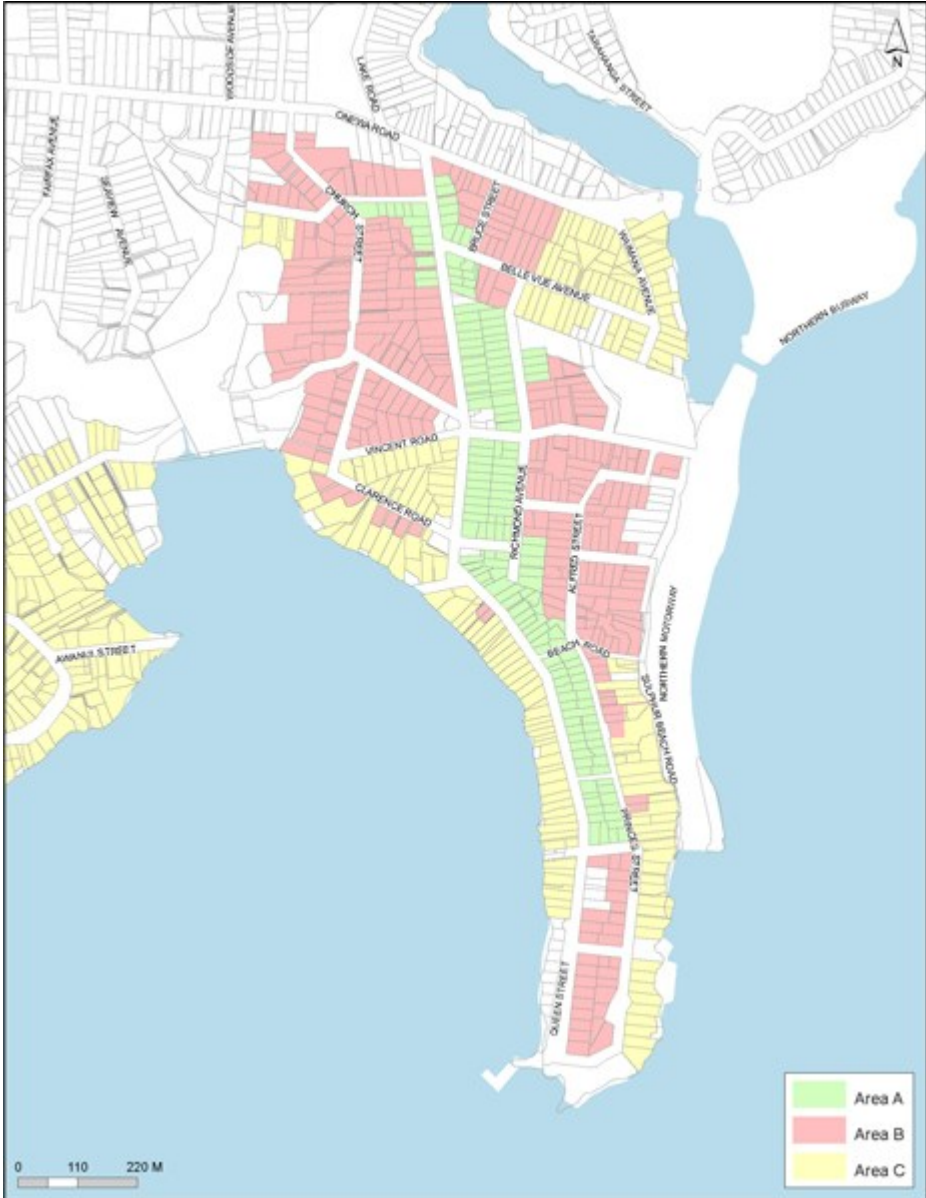 WOODSIDE AVENUE
LAKE ROAD
TARAHANGA STREET
N
ONEWA ROAD
FAIRFAX AVENUE
SEAVIEW AVENUE
CHURCH STREET
BRUCE STREET
WAIMANA AVENUE
BELLE VUE AVENUE
NORTHERN BUSWAY
VINCENT ROAD
CLARENCE ROAD
RICHMOND AVENUE
ALFRED STREET
NORTHERN MOTORWAY
AWANUI STREET
BEACH ROAD
SULPHUR BEACH ROAD
PRINCES STREET
QUEEN STREET
Area A
Area B
Area C
0 110 220 M